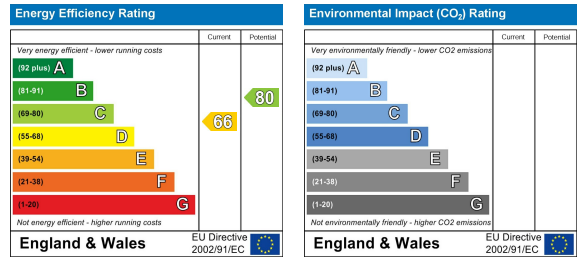 Energy Efficiency Rating
Current Potential
Very energy efficient - lower running costs
(92 plus) A
(81-91) B
(69-80) C
(55-68) D
(39-54) E
(21-38) F
(1-20) G
66
80
Not energy efficient - higher running costs
England & Wales
EU Directive
2002/91/EC
Environmental Impact (CO₂) Rating
Current Potential
Very environmentally friendly - lower CO2 emissions
(92 plus) A
(81-91) B
(69-80) C
(55-68) D
(39-54) E
(21-38) F
(1-20) G
Not environmentally friendly - higher CO2 emissions
England & Wales
EU Directive
2002/91/EC